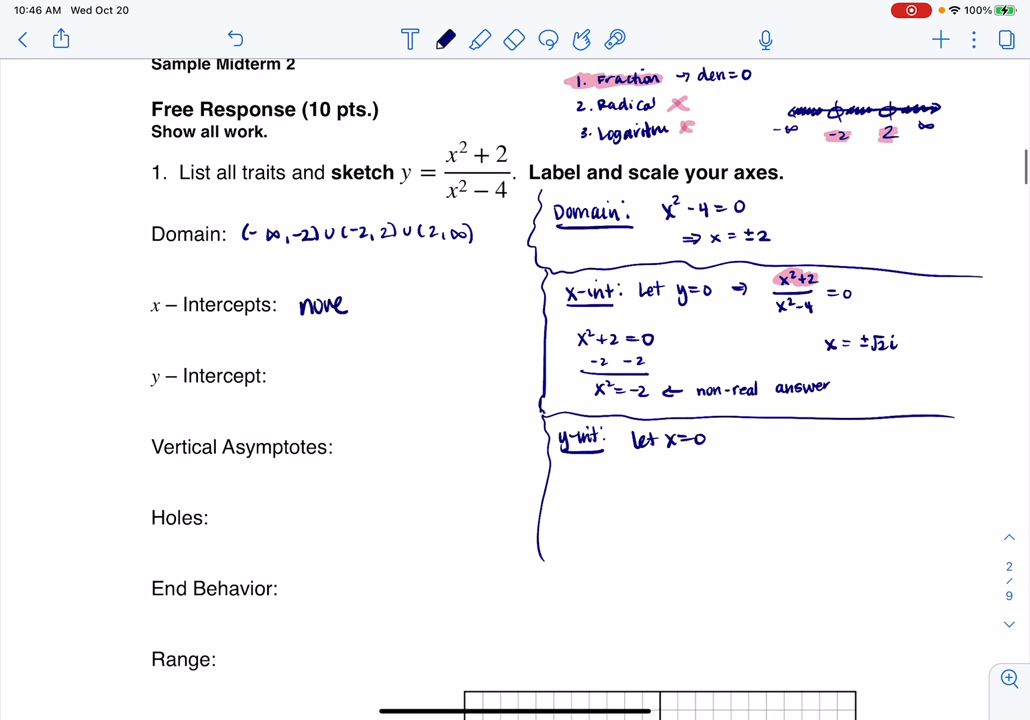 10:46 AM Wed Oct 20
100%
T
Sample Midterm 2
Free Response (10 pts.)
Show all work.
1. Fraction → den=0
2. Radical ✗
3. Logaritm ✗
-∞ -2 2 ∞
1. List all traits and sketch y = (x² + 2)/(x² − 4). Label and scale your axes.
Domain: (-∞,-2)∪(-2,2)∪(2,∞)
Domain: x²-4=0
⇒ x = ±2
x – Intercepts: none
x-int: Let y=0 ⇒ (x²+2)/(x²-4) = 0
x²+2=0
-2 -2
x²=-2 ← non-real answer
x = ±√2i
y – Intercept:
y-int: Let x=0
Vertical Asymptotes:
Holes:
End Behavior:
Range:
2
/
9